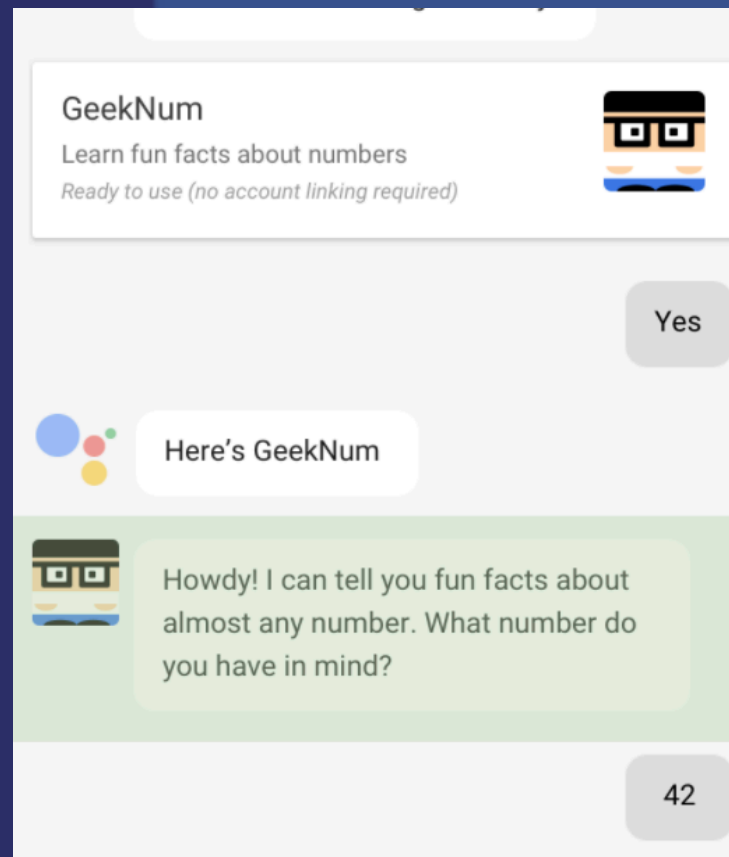 GeekNum
Learn fun facts about numbers
Ready to use (no account linking required)
Yes
Here’s GeekNum
Howdy! I can tell you fun facts about
almost any number. What number do
you have in mind?
42